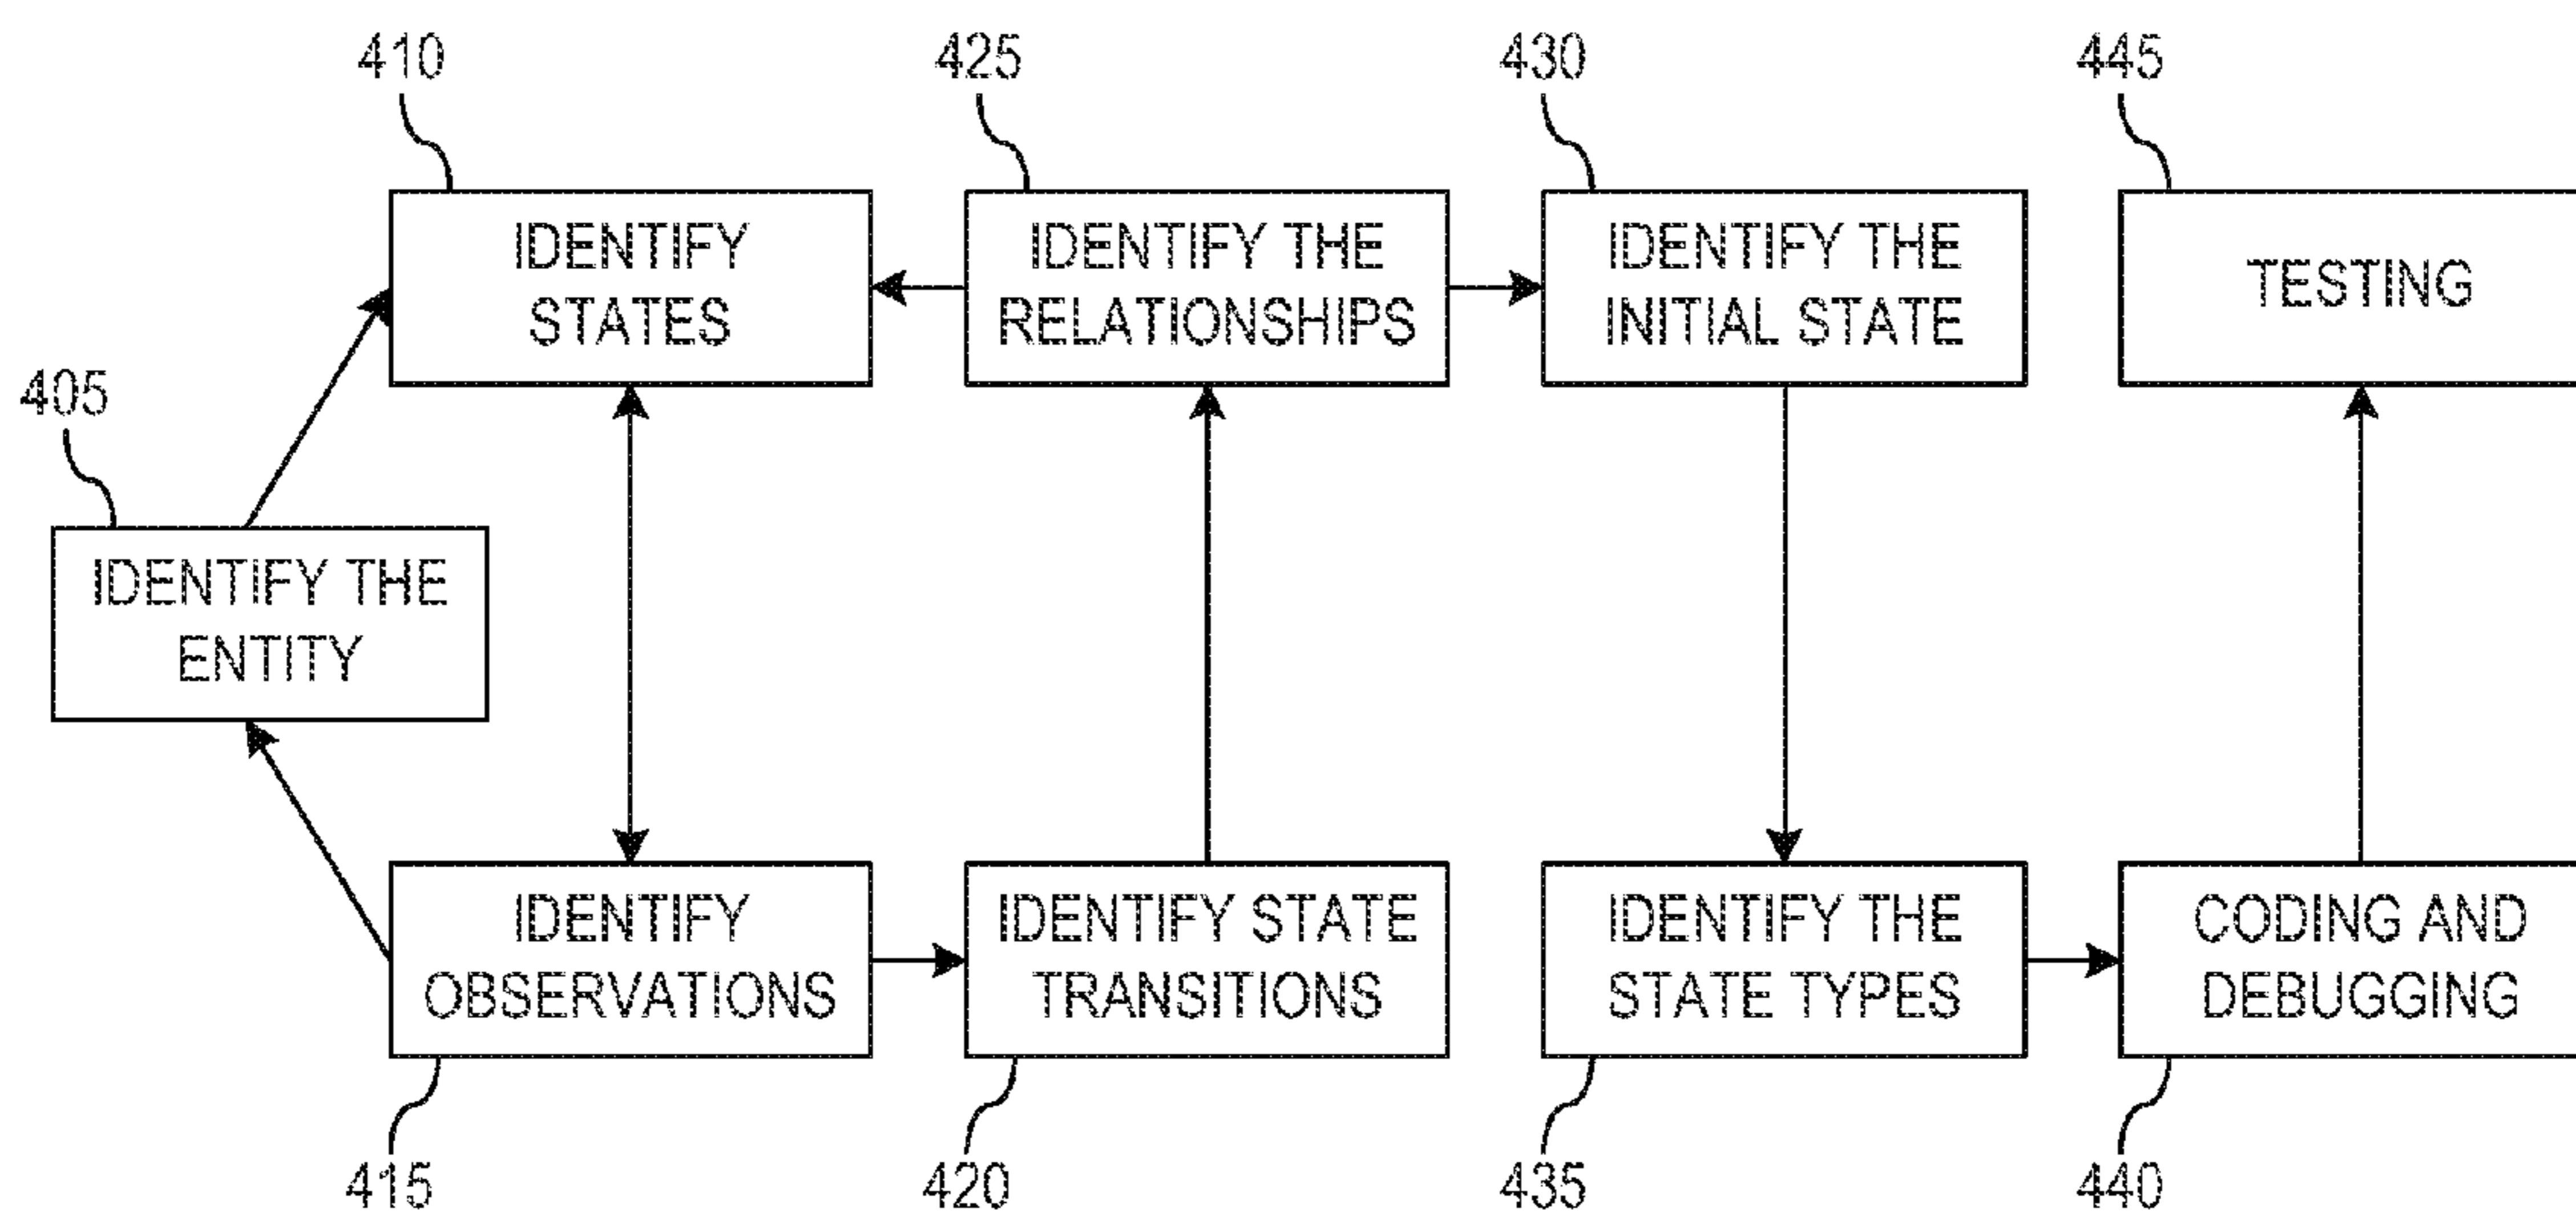 410
425
430
445
IDENTIFY
STATES
IDENTIFY THE
RELATIONSHIPS
IDENTIFY THE
INITIAL STATE
TESTING
405
IDENTIFY THE
ENTITY
IDENTIFY
OBSERVATIONS
IDENTIFY STATE
TRANSITIONS
IDENTIFY THE
STATE TYPES
CODING AND
DEBUGGING
415
420
435
440